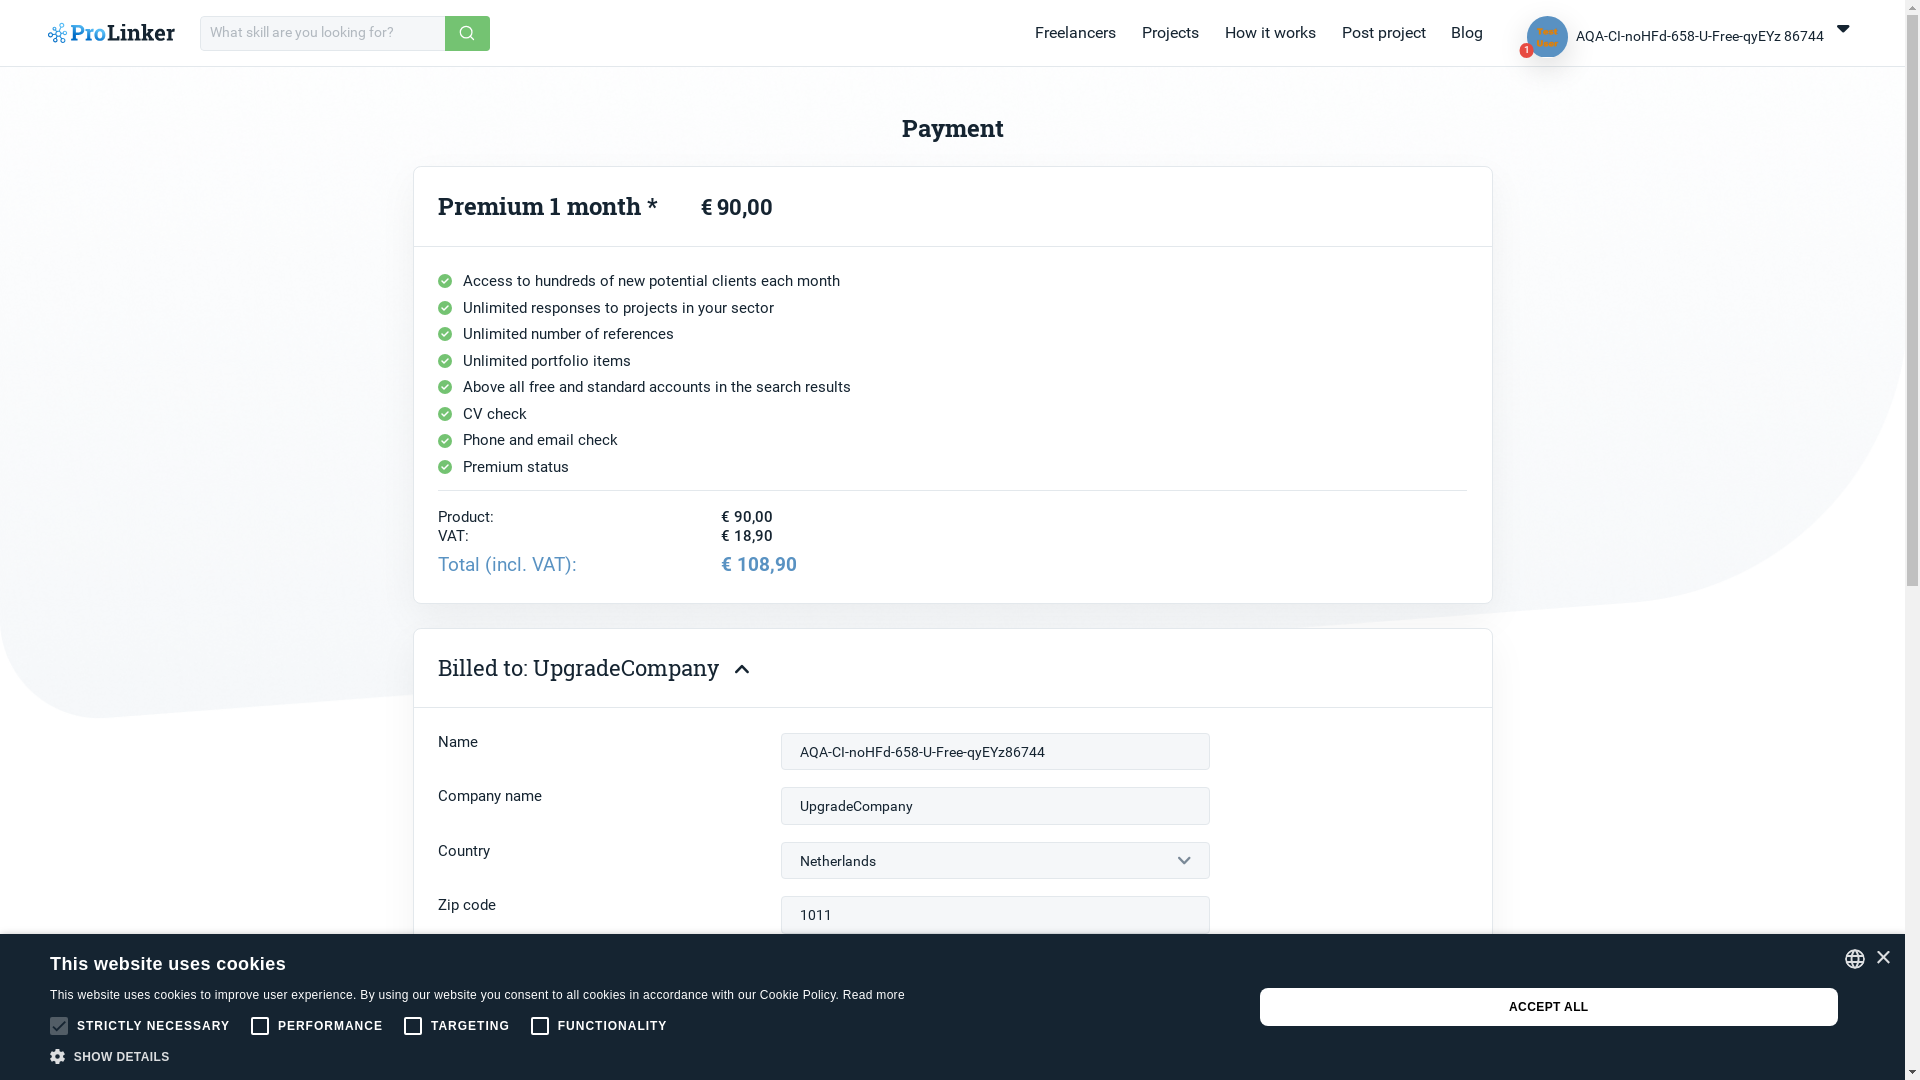 ProLinker
What skill are you looking for?
Freelancers
Projects
How it works
Post project
Blog
Test
User
1
AQA-CI-noHFd-658-U-Free-qyEYz 86744
Payment
Premium 1 month * € 90,00
Access to hundreds of new potential clients each month
Unlimited responses to projects in your sector
Unlimited number of references
Unlimited portfolio items
Above all free and standard accounts in the search results
CV check
Phone and email check
Premium status
Product: € 90,00
VAT: € 18,90
Total (incl. VAT): € 108,90
Billed to: UpgradeCompany
Name AQA-CI-noHFd-658-U-Free-qyEYz86744
Company name UpgradeCompany
Country Netherlands
Zip code 1011
This website uses cookies
This website uses cookies to improve user experience. By using our website you consent to all cookies in accordance with our Cookie Policy. Read more
STRICTLY NECESSARY PERFORMANCE TARGETING FUNCTIONALITY
SHOW DETAILS
ACCEPT ALL